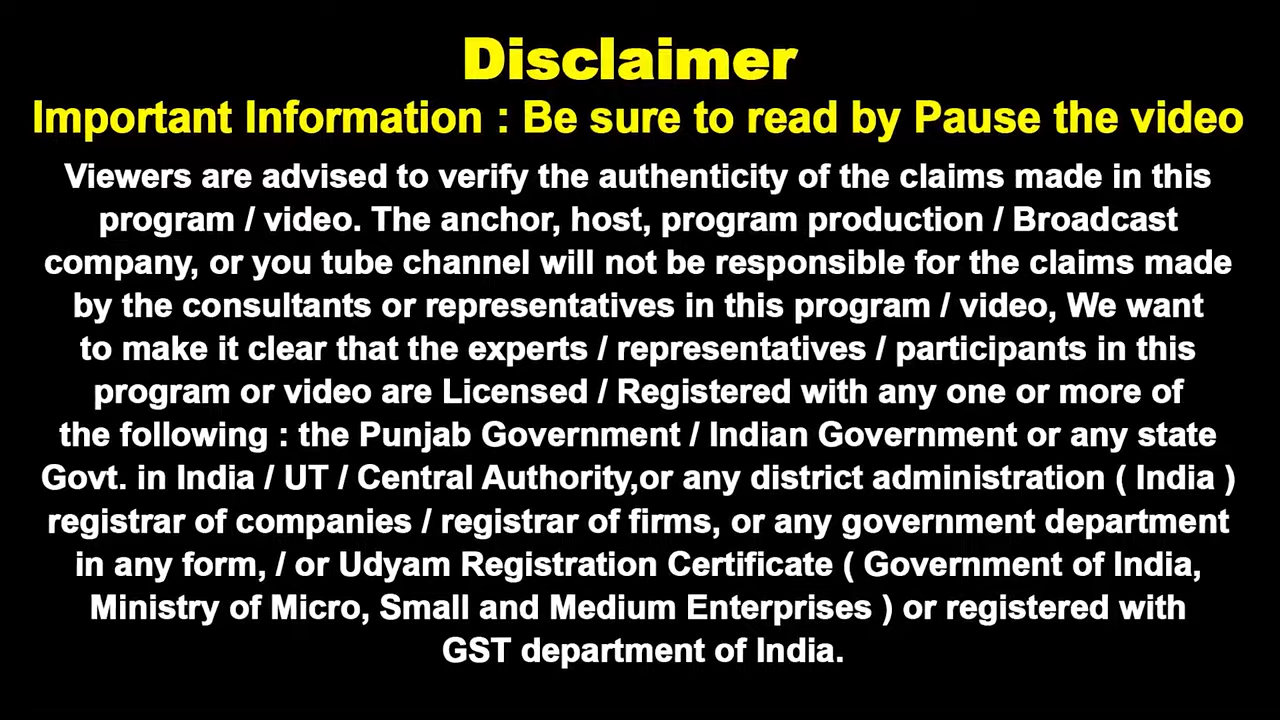 Disclaimer
Important Information : Be sure to read by Pause the video
Viewers are advised to verify the authenticity of the claims made in this
program / video. The anchor, host, program production / Broadcast
company, or you tube channel will not be responsible for the claims made
by the consultants or representatives in this program / video, We want
to make it clear that the experts / representatives / participants in this
program or video are Licensed / Registered with any one or more of
the following : the Punjab Government / Indian Government or any state
Govt. in India / UT / Central Authority,or any district administration ( India )
registrar of companies / registrar of firms, or any government department
in any form, / or Udyam Registration Certificate ( Government of India,
Ministry of Micro, Small and Medium Enterprises ) or registered with
GST department of India.